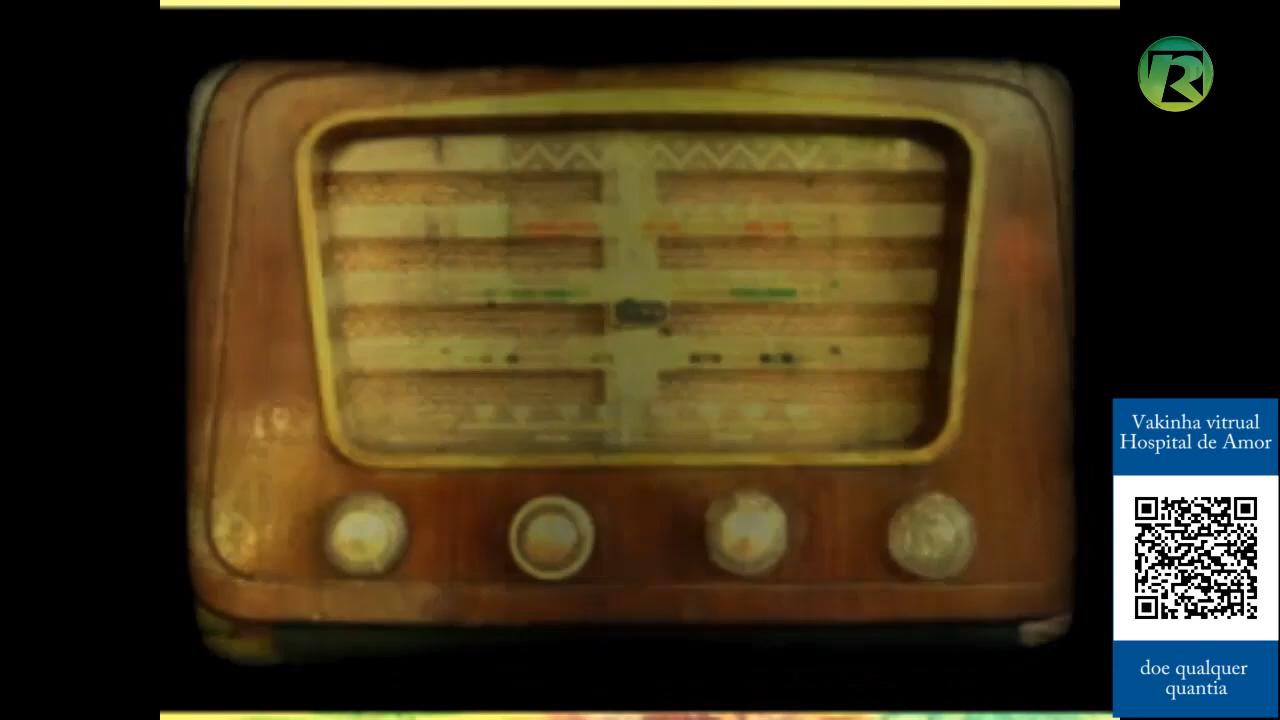 R
Vakinha vitrual
Hospital de Amor
doe qualquer
quantia